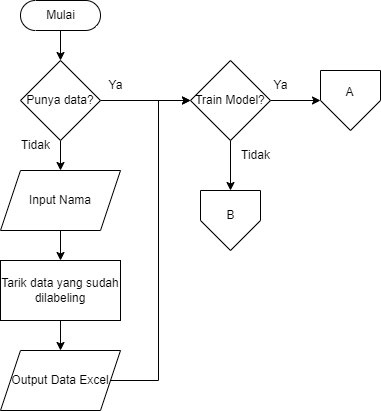 Mulai
Punya data?
Ya
Train Model?
Ya
A
Tidak
Tidak
Input Nama
B
Tarik data yang sudah
dilabeling
Output Data Excel